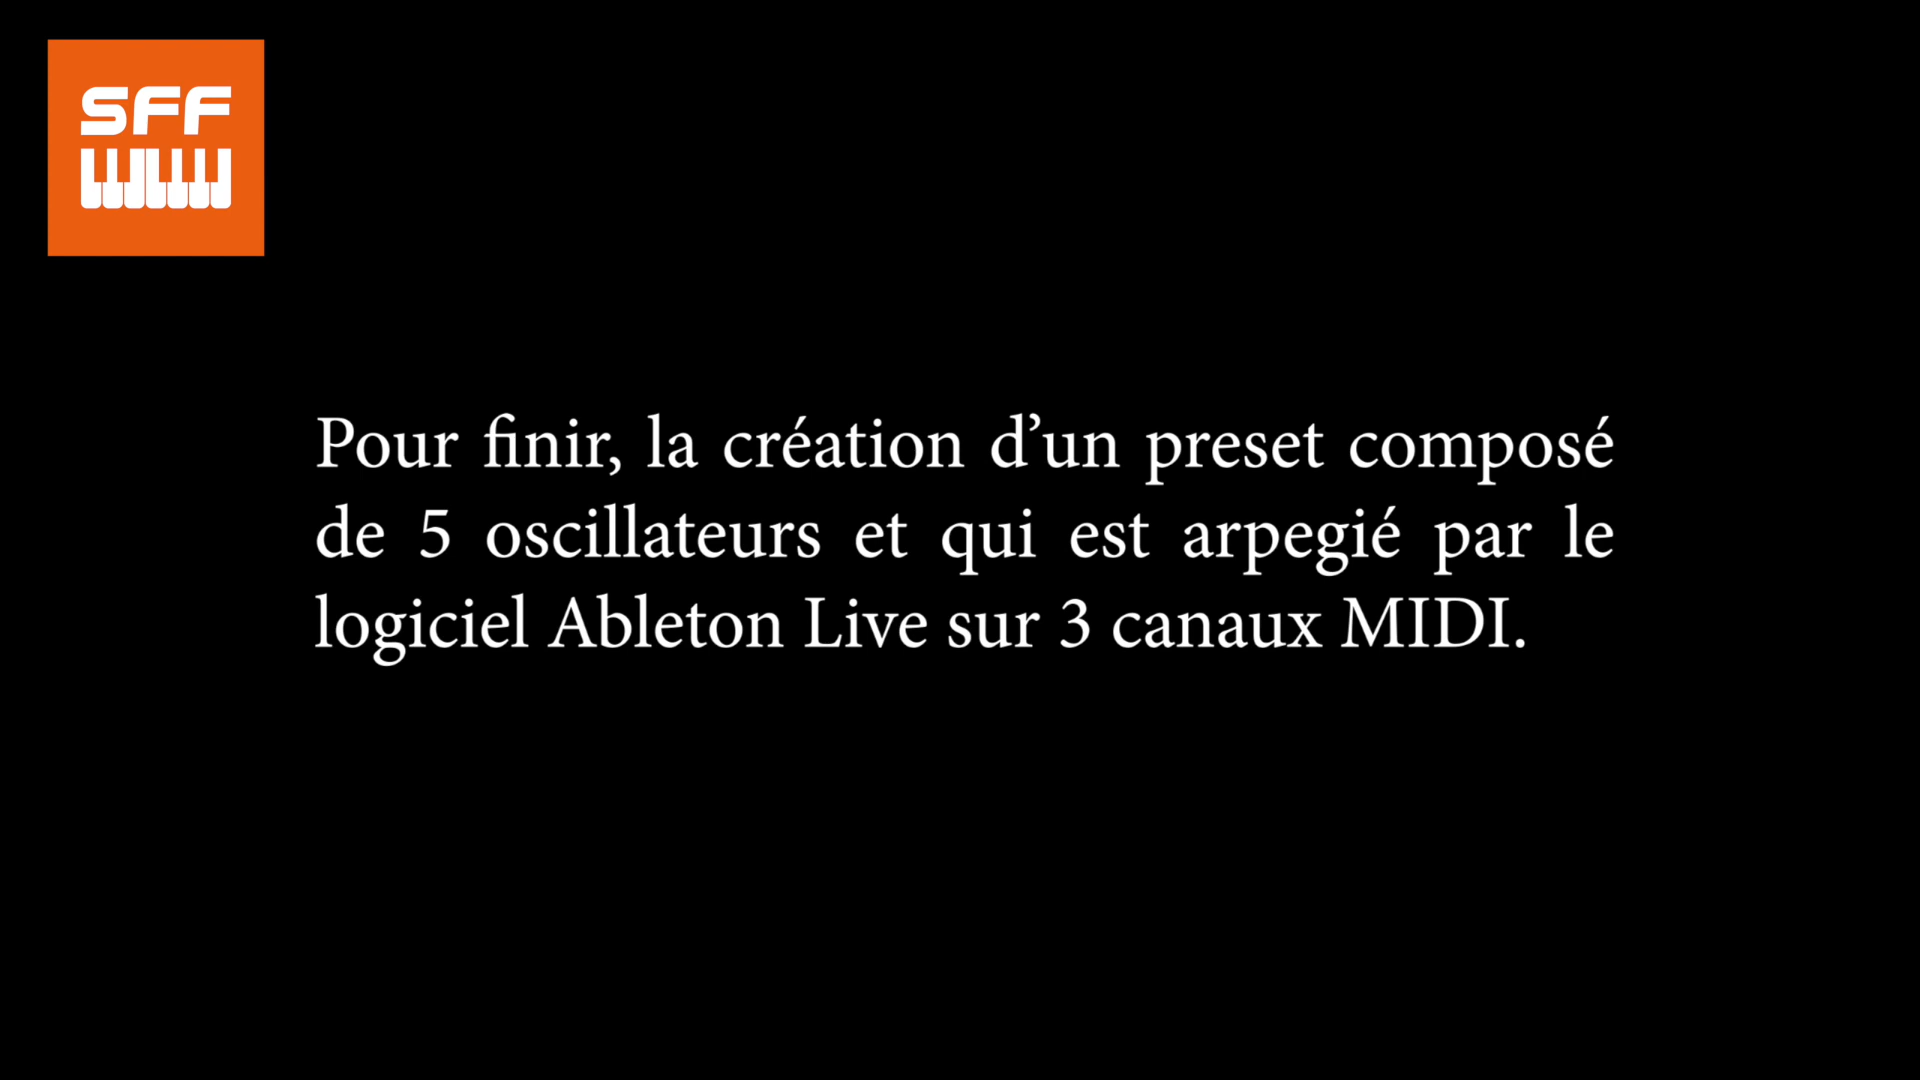 SFF
Pour finir, la création d’un preset composé
de 5 oscillateurs et qui est arpegié par le
logiciel Ableton Live sur 3 canaux MIDI.